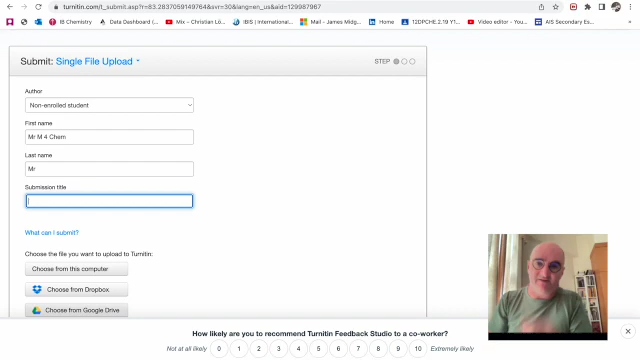 turnitin.com/t_submit.asp?r=83.2837059149764&svr=30&lang=en_us&aid=129987967
IB Chemistry
Data Dashboard (...
Mix – Christian Lö...
IBIS - International...
Mail - James Midg...
12DPCHE.2.19 Y1...
Video editor - You...
AIS Secondary Es...
Submit: Single File Upload
STEP
Author
Non-enrolled student
First name
Mr M 4 Chem
Last name
Mr
Submission title
What can I submit?
Choose the file you want to upload to Turnitin:
Choose from this computer
Choose from Dropbox
Choose from Google Drive
How likely are you to recommend Turnitin Feedback Studio to a coworker?
Not at all likely 0 1 2 3 4 5 6 7 8 9 10 Extremely likely